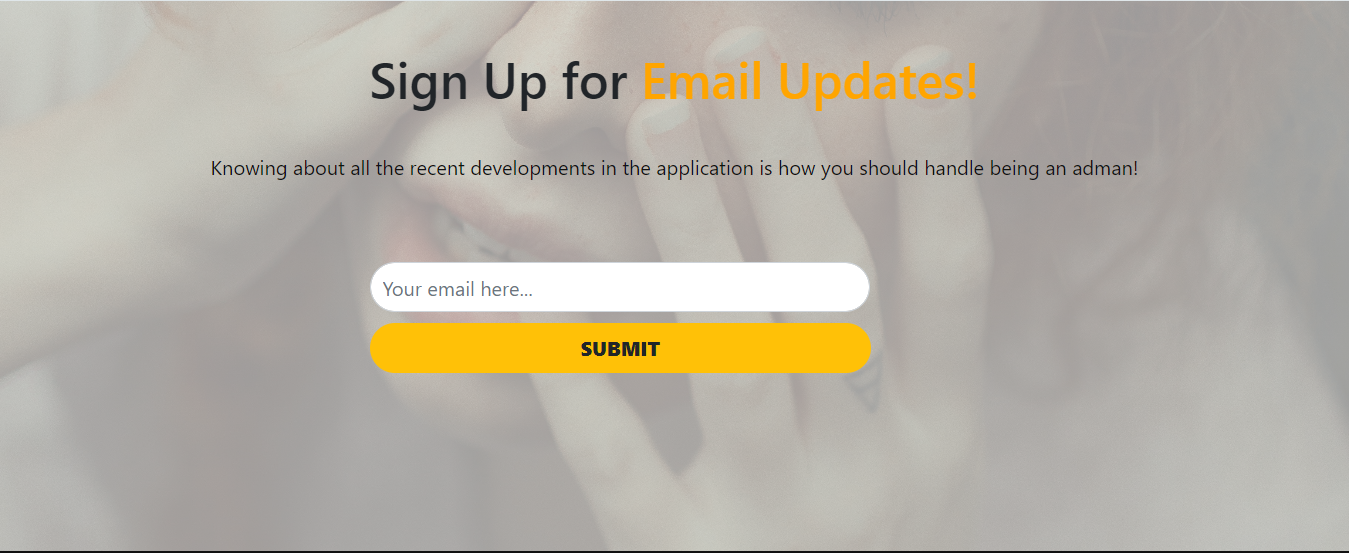 Sign Up for Email Updates!
Knowing about all the recent developments in the application is how you should handle being an adman!
Your email here...
SUBMIT